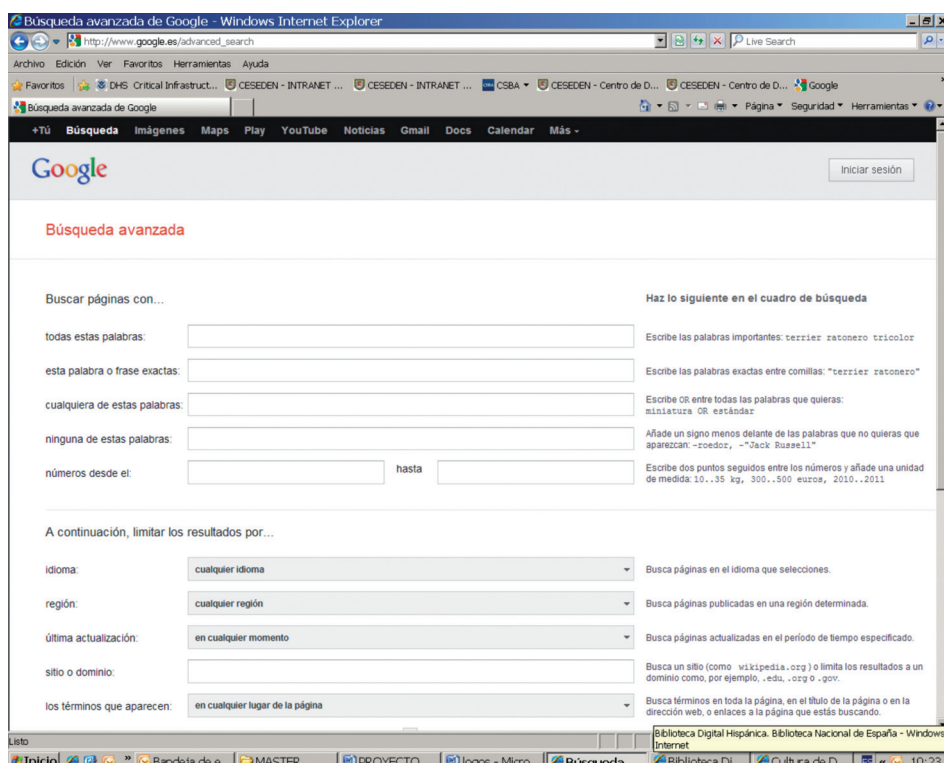 Búsqueda avanzada de Google - Windows Internet Explorer
http://www.google.es/advanced_search
Live Search
Archivo Edición Ver Favoritos Herramientas Ayuda
Favoritos DHS Critical Infrastruct... CESEDEN - INTRANET ... CESEDEN - INTRANET ... CSBA CESEDEN - Centro de D... CESEDEN - Centro de D... Google
Búsqueda avanzada de Google
Página Seguridad Herramientas
+Tú Búsqueda Imágenes Maps Play YouTube Noticias Gmail Docs Calendar Más
Google
Iniciar sesión
Búsqueda avanzada
Buscar páginas con... Haz lo siguiente en el cuadro de búsqueda
todas estas palabras: Escribe las palabras importantes: terrier ratonero tricolor
esta palabra o frase exactas: Escribe las palabras exactas entre comillas: "terrier ratonero"
cualquiera de estas palabras: Escribe OR entre todas las palabras que quieras:
miniatura OR estándar
ninguna de estas palabras: Añade un signo menos delante de las palabras que no quieras que
aparezcan: -roedor, -"Jack Russell"
números desde el: hasta Escribe dos puntos seguidos entre los números y añade una unidad
de medida: 10..35 kg, 300..500 euros, 2010..2011
A continuación, limitar los resultados por...
idioma: cualquier idioma Busca páginas en el idioma que selecciones.
región: cualquier región Busca páginas publicadas en una región determinada.
última actualización: en cualquier momento Busca páginas actualizadas en el período de tiempo especificado.
sitio o dominio: Busca un sitio (como wikipedia.org) o limita los resultados a un
dominio como, por ejemplo, .edu, .org o .gov.
los términos que aparecen: en cualquier lugar de la página Busca términos en toda la página, en el título de la página o en la
dirección web, o enlaces a la página que estás buscando.
Listo
Biblioteca Digital Hispánica. Biblioteca Nacional de España - Windows
Internet
Inicio Bandeja de e... MASTER PROYECTO logos - Micro... Búsqueda Biblioteca Di... Cultura de D... 10:23